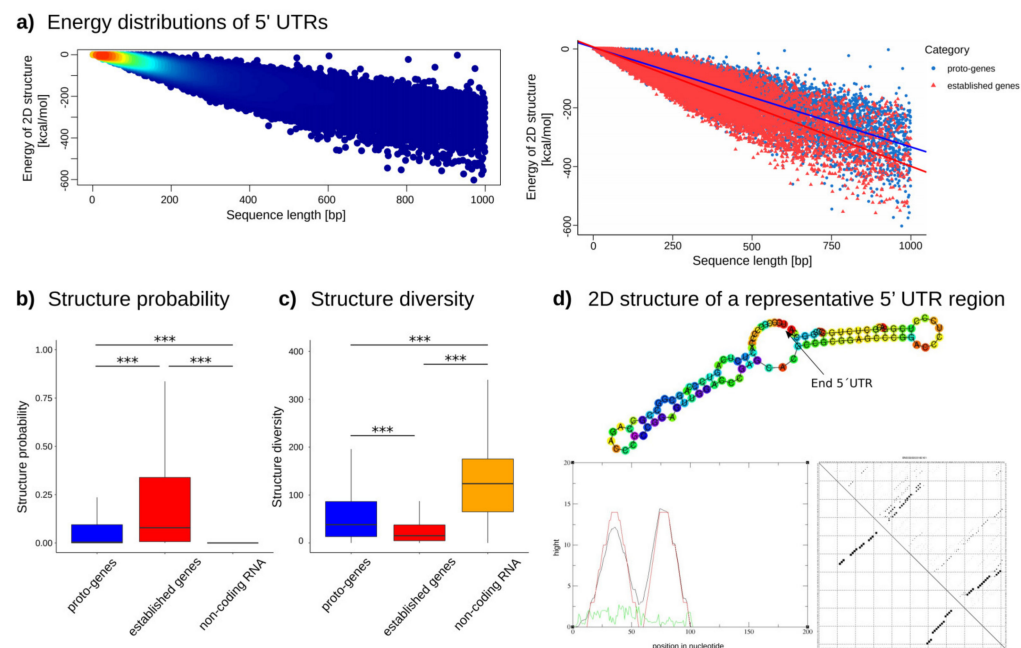 a) Energy distributions of 5' UTRs
Energy of 2D structure
[kcal/mol]
0
200
-400
-600
0
200
400
600
800
1000
Sequence length [bp]
Energy of 2D structure
[kcal/mol]
0
-200
-400
-600
0
250
500
750
1000
Sequence length [bp]
Category
proto-genes
established genes
b) Structure probability
Structure probability
1.00
0.75
0.50
0.25
0.00
***
***
***
proto-genes
established genes
non-coding RNA
c) Structure diversity
Structure diversity
400
300
200
100
0
***
***
***
proto-genes
established genes
non-coding RNA
d) 2D structure of a representative 5' UTR region
End 5´UTR
hight
20
15
10
5
0
0
50
100
150
200
position in nucleotide